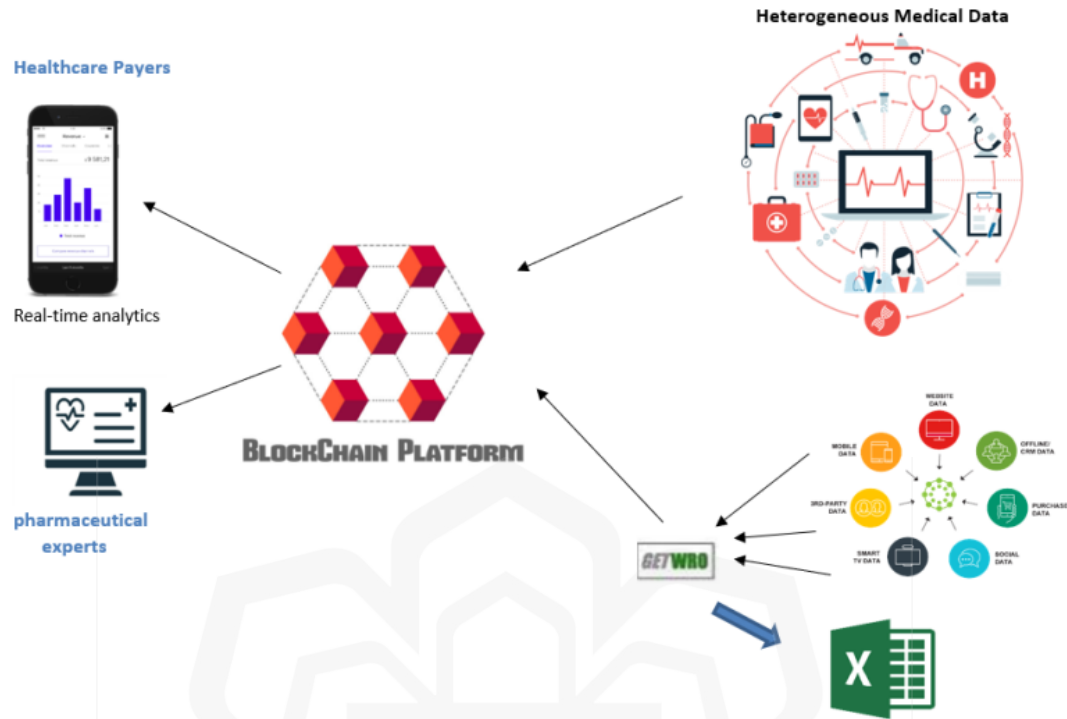 Heterogeneous Medical Data
Healthcare Payers
H
Real-time analytics
BLOCKCHAIN PLATFORM
pharmaceutical
experts
WEBSITE
DATA
MOBILE
DATA
OFFLINE/
CRM DATA
3RD-PARTY
DATA
PURCHASE
DATA
SMART
TV DATA
SOCIAL
DATA
GETWRO
X